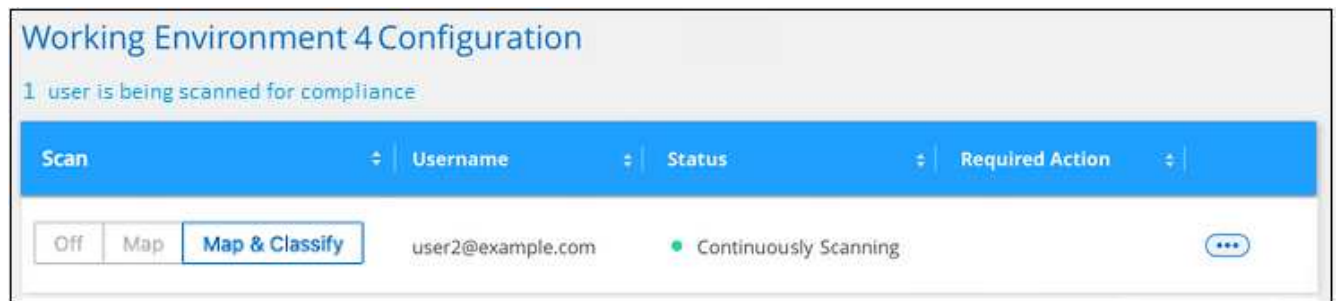 Working Environment 4 Configuration
1 user is being scanned for compliance
Scan Username Status Required Action
Off Map Map & Classify user2@example.com Continuously Scanning